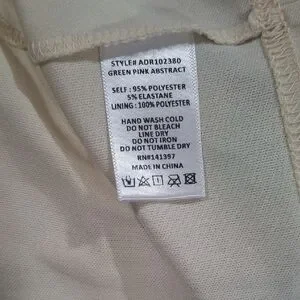 STYLE# ADR102380
GREEN PINK ABSTRACT
SELF : 95% POLYESTER
5% ELASTANE
LINING : 100% POLYESTER
HAND WASH COLD
DO NOT BLEACH
LINE DRY
DO NOT IRON
DO NOT TUMBLE DRY
RN#141397
MADE IN CHINA